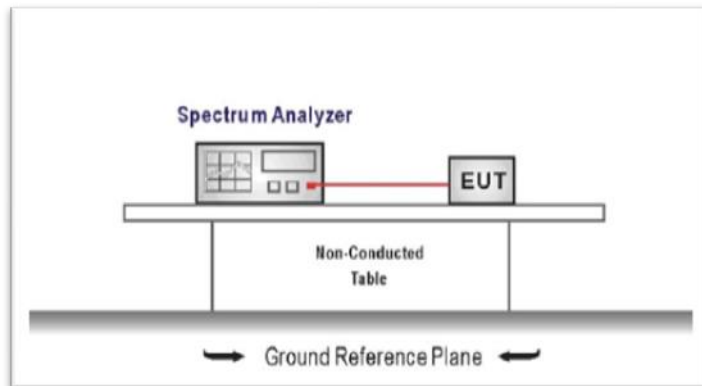 Spectrum Analyzer
EUT
Non-Conducted
Table
Ground Reference Plane